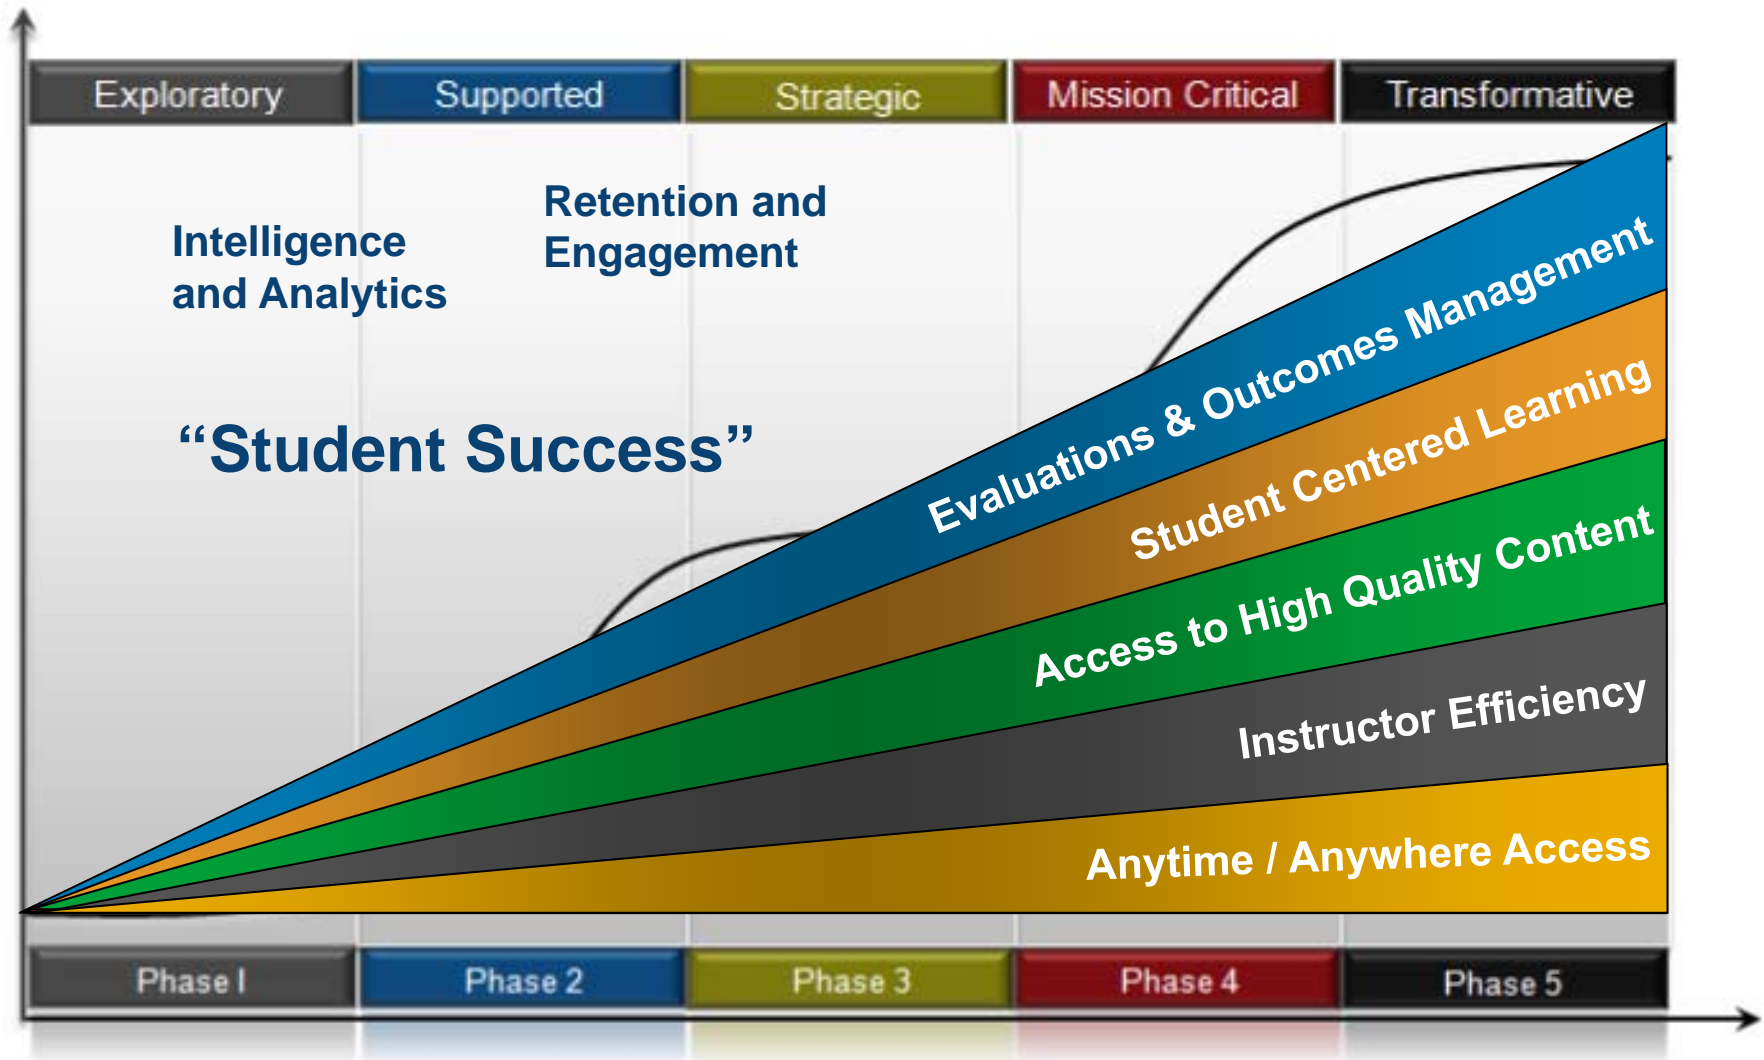 Exploratory
Supported
Strategic
Mission Critical
Transformative
Retention and
Engagement
Intelligence
and Analytics
“Student Success”
Evaluations & Outcomes Management
Student Centered Learning
Access to High Quality Content
Instructor Efficiency
Anytime / Anywhere Access
Phase I
Phase 2
Phase 3
Phase 4
Phase 5